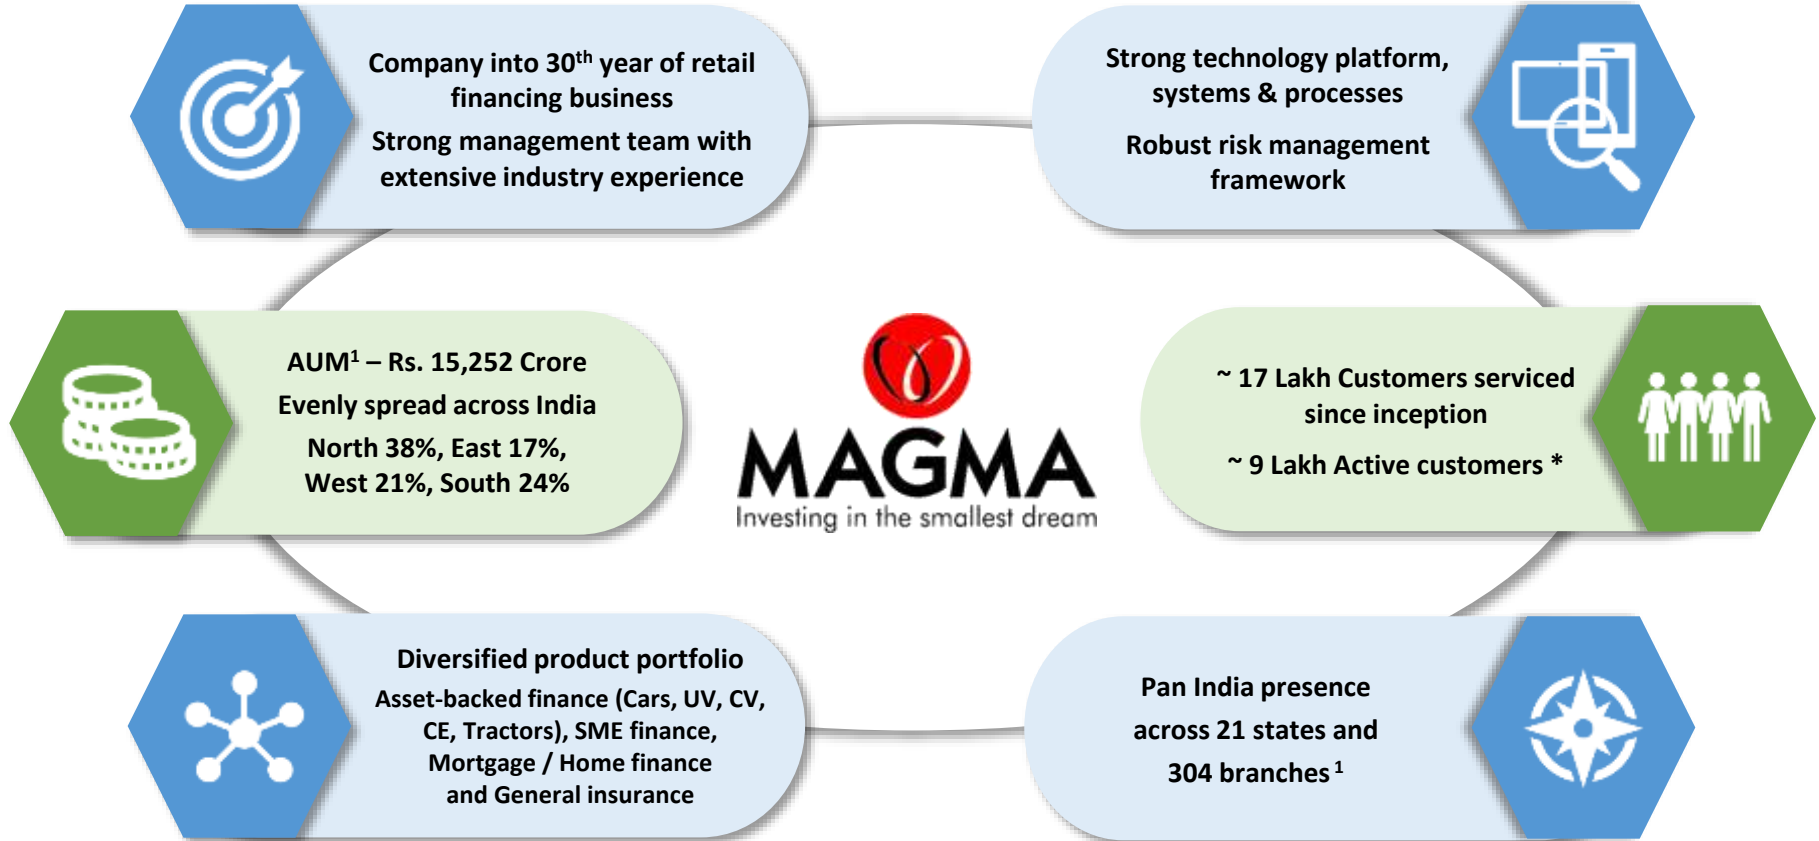 Company into 30th year of retail
financing business
Strong management team with
extensive industry experience
Strong technology platform,
systems & processes
Robust risk management
framework
AUM¹ – Rs. 15,252 Crore
Evenly spread across India
North 38%, East 17%,
West 21%, South 24%
MAGMA
Investing in the smallest dream
~ 17 Lakh Customers serviced
since inception
~ 9 Lakh Active customers *
Diversified product portfolio
Asset-backed finance (Cars, UV, CV,
CE, Tractors), SME finance,
Mortgage / Home finance
and General insurance
Pan India presence
across 21 states and
304 branches ¹